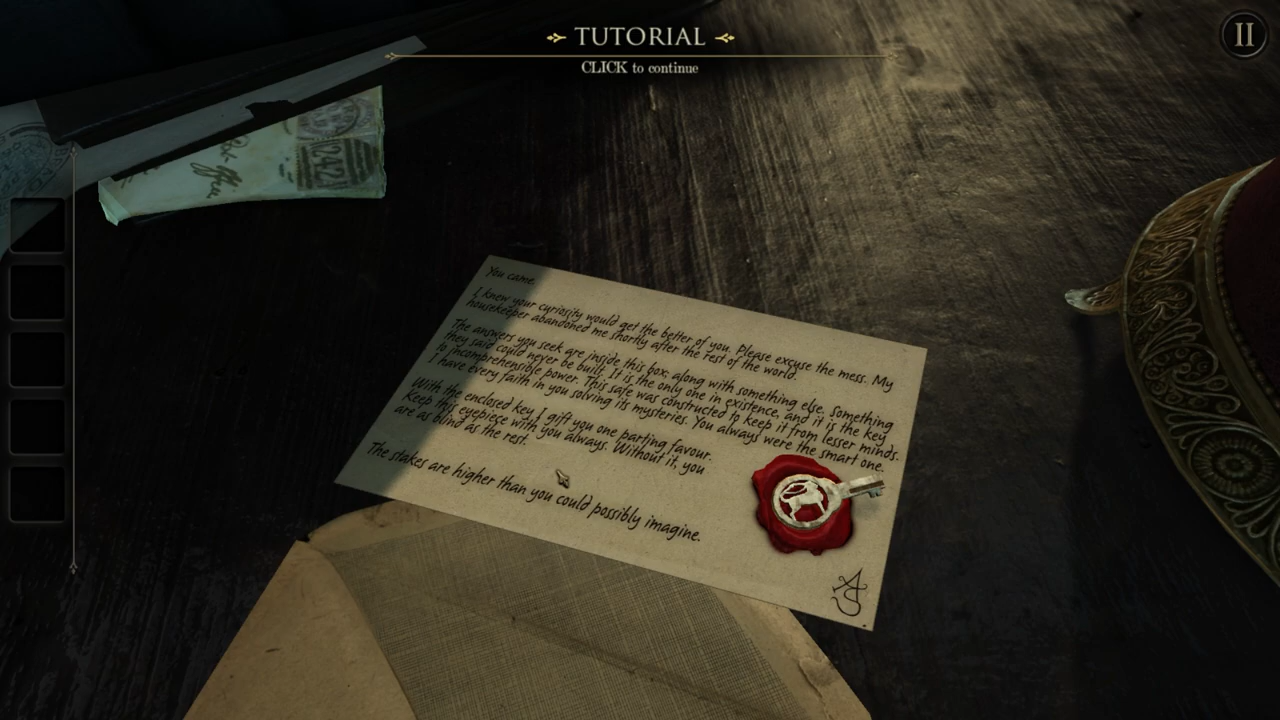 TUTORIAL
CLICK to continue
II
242
You came.
I knew your curiosity would get the better of you. Please excuse the mess. My
housekeeper abandoned me shortly after the rest of the world.
The answers you seek are inside this box; along with something else. Something
they said could never be built. It is the only one in existence, and it is the key
to incomprehensible power. This safe was constructed to keep it from lesser minds.
I have every faith in you solving its mysteries. You always were the smart one.
With the enclosed key I gift you one parting favour.
Keep this eyepiece with you always. Without it, you
are as blind as the rest.
The stakes are higher than you could possibly imagine.